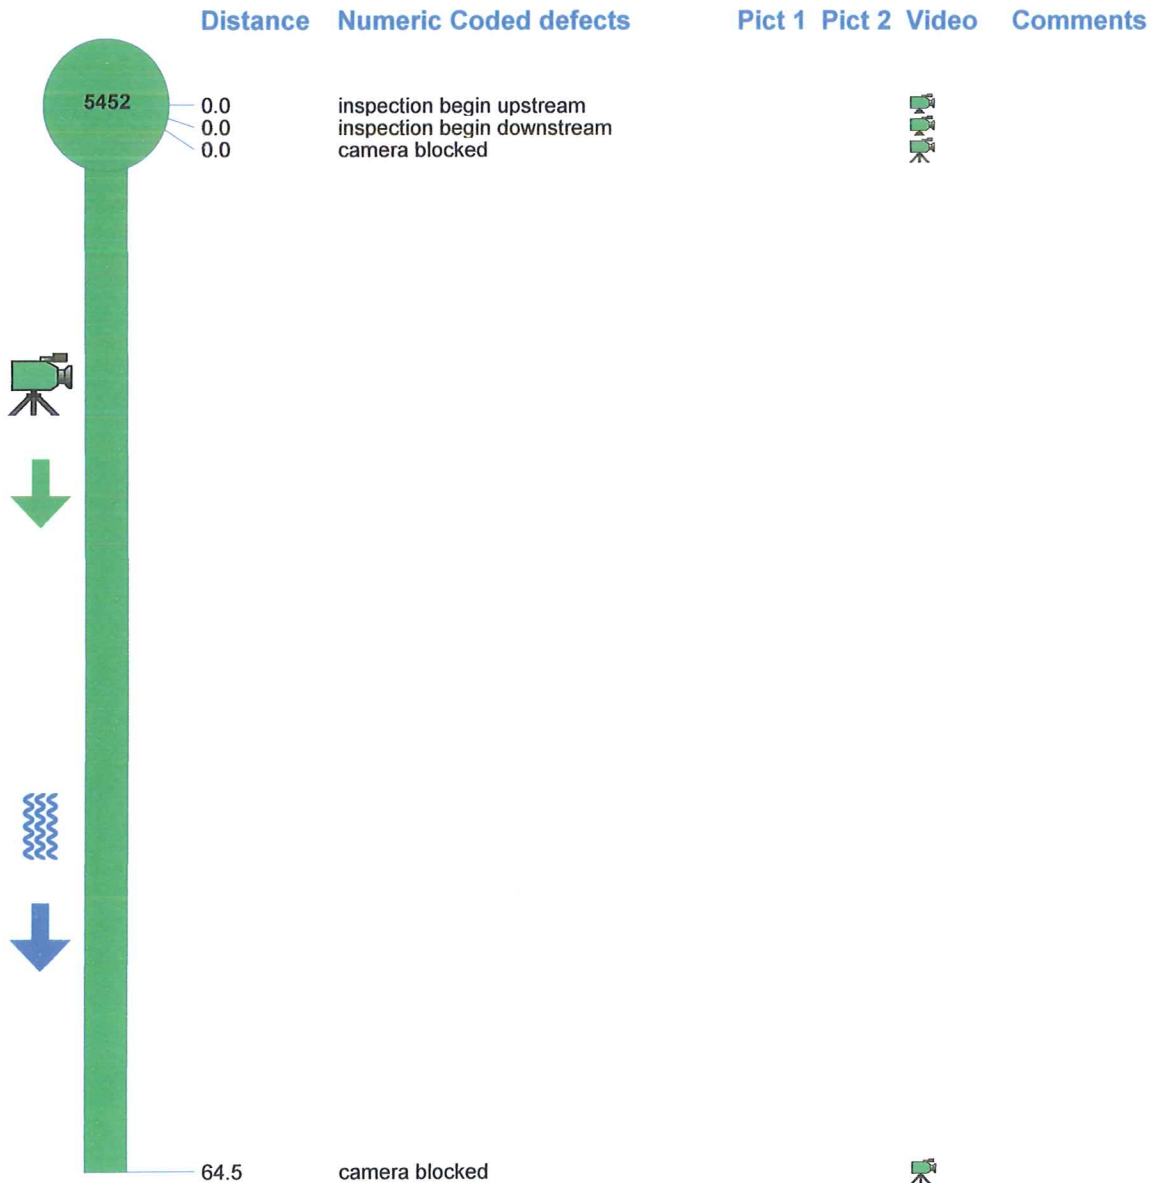 Distance Numeric Coded defects Pict 1 Pict 2 Video Comments
5452
0.0 inspection begin upstream
0.0 inspection begin downstream
0.0 camera blocked
64.5 camera blocked